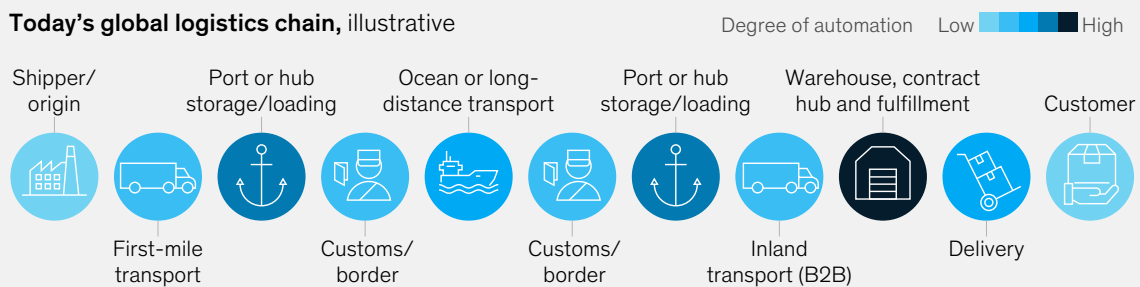 Today's global logistics chain, illustrative
Degree of automation Low High
Shipper/
origin
Port or hub
storage/loading
Ocean or long-
distance transport
Port or hub
storage/loading
Warehouse, contract
hub and fulfillment
Customer
First-mile
transport
Customs/
border
Customs/
border
Inland
transport (B2B)
Delivery